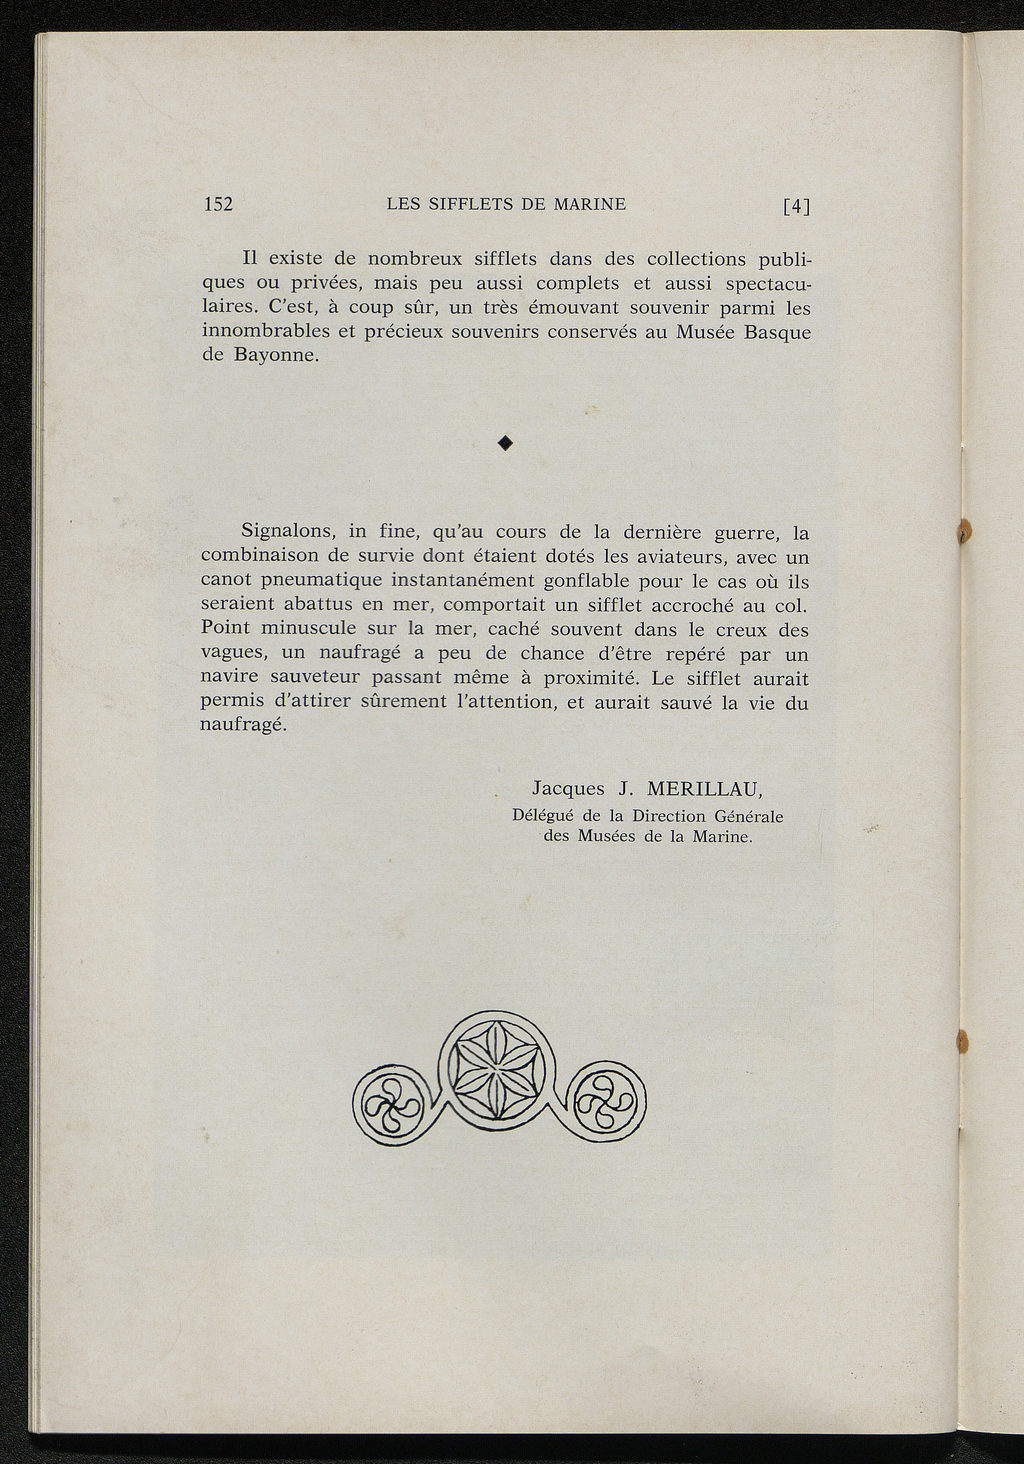 152 LES SIFFLETS DE MARINE [4]
Il existe de nombreux sifflets dans des collections publi-
ques ou privées, mais peu aussi complets et aussi spectacu-
laires. C'est, à coup sûr, un très émouvant souvenir parmi les
innombrables et précieux souvenirs conservés au Musée Basque
de Bayonne.
Signalons, in fine, qu'au cours de la dernière guerre, la
combinaison de survie dont étaient dotés les aviateurs, avec un
canot pneumatique instantanément gonflable pour le cas où ils
seraient abattus en mer, comportait un sifflet accroché au col.
Point minuscule sur la mer, caché souvent dans le creux des
vagues, un naufragé a peu de chance d'être repéré par un
navire sauveteur passant même à proximité. Le sifflet aurait
permis d'attirer sûrement l'attention, et aurait sauvé la vie du
naufragé.
Jacques J. MERILLAU,
Délégué de la Direction Générale
des Musées de la Marine.